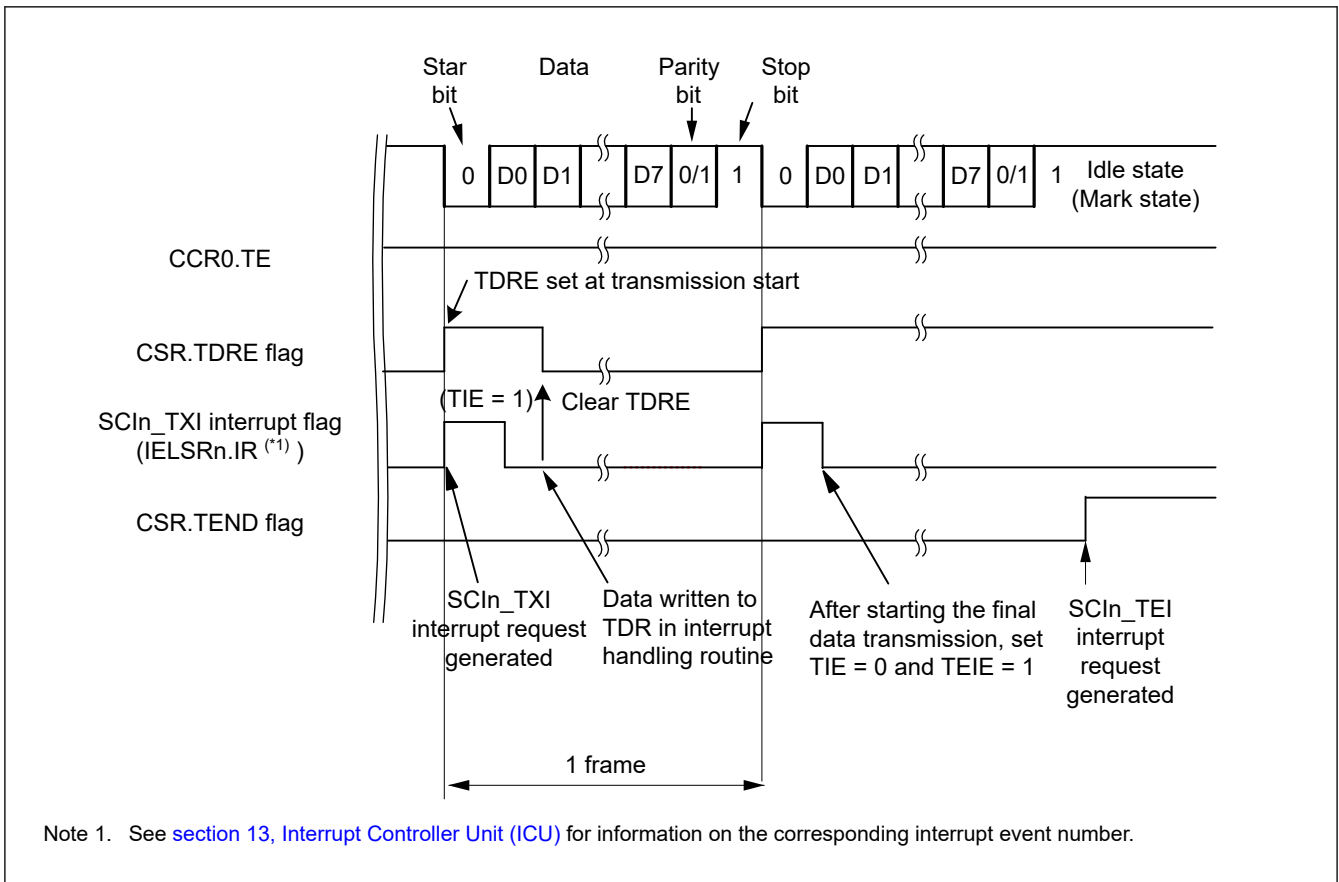 Star
bit
Data
Parity
bit
Stop
bit
0 D0 D1 D7 0/1 1 0 D0 D1 D7 0/1 1 Idle state
(Mark state)
CCR0.TE
TDRE set at transmission start
CSR.TDRE flag
(TIE = 1) Clear TDRE
SCIn_TXI interrupt flag
(IELSRn.IR (*1) )
CSR.TEND flag
SCIn_TXI
interrupt request
generated
Data written to
TDR in interrupt
handling routine
After starting the final
data transmission, set
TIE = 0 and TEIE = 1
SCIn_TEI
interrupt
request
generated
1 frame
Note 1. See section 13, Interrupt Controller Unit (ICU) for information on the corresponding interrupt event number.